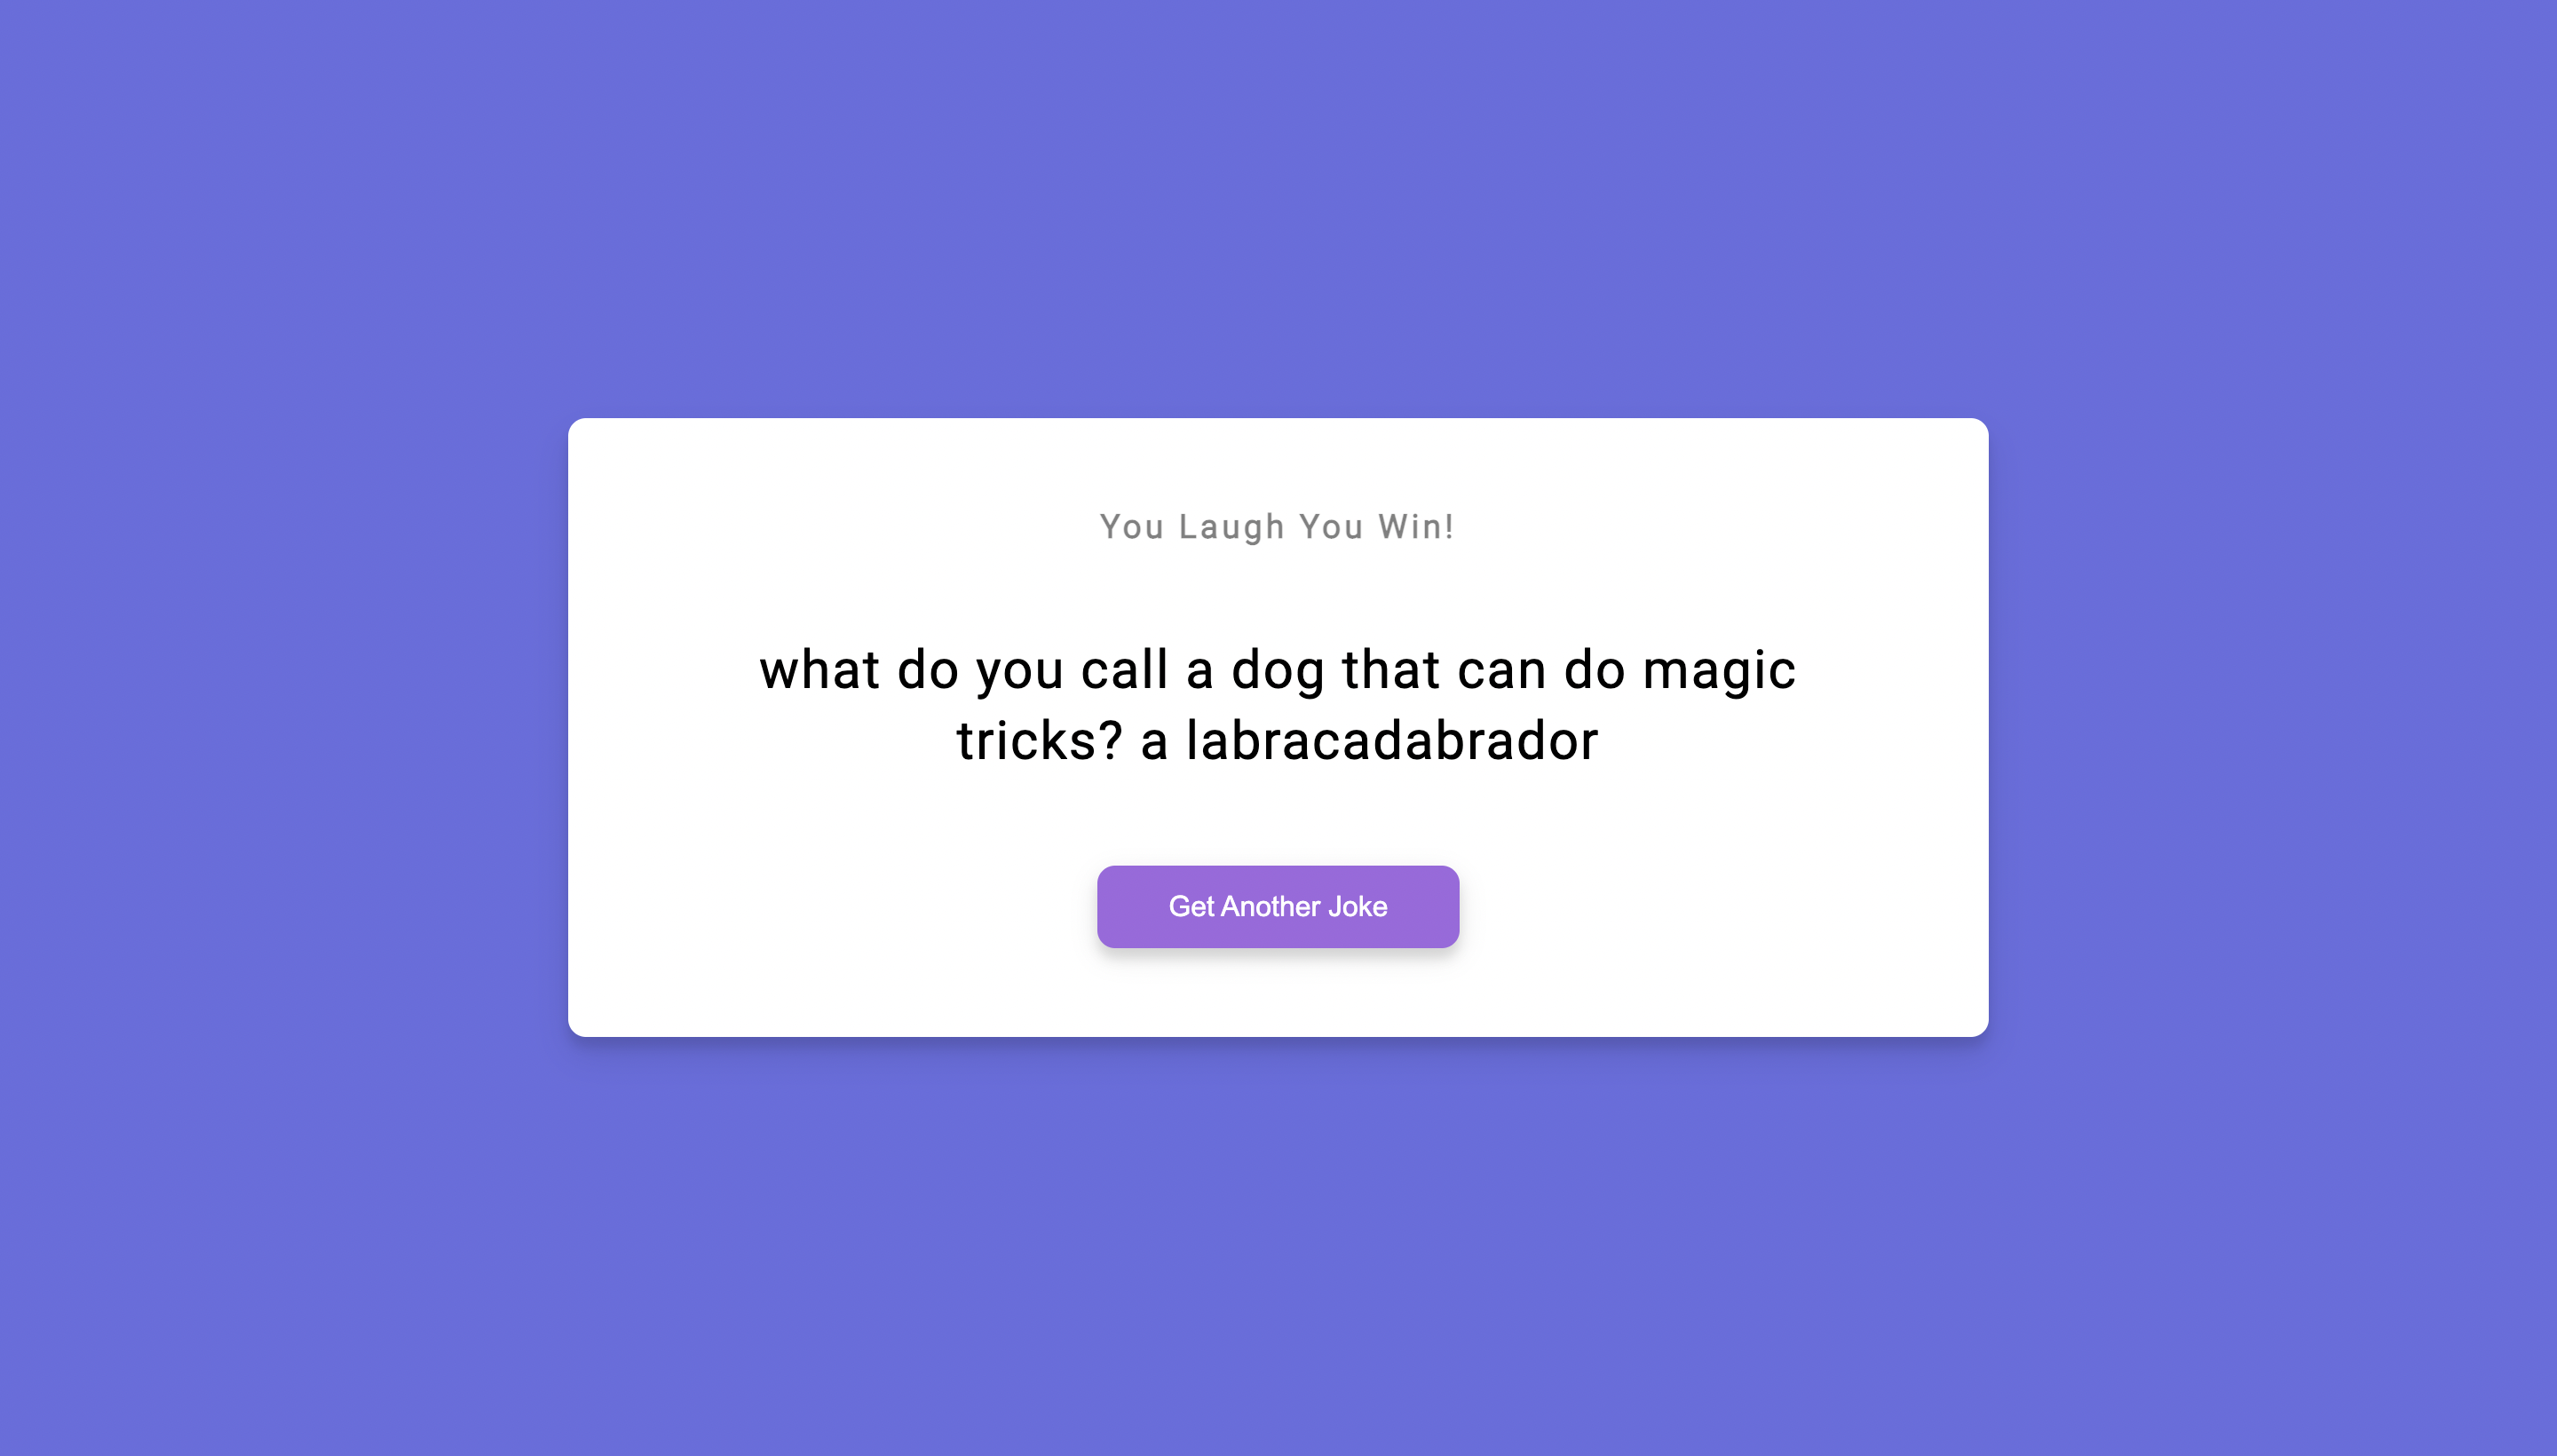 You Laugh You Win!
what do you call a dog that can do magic
tricks? a labracadabrador
Get Another Joke